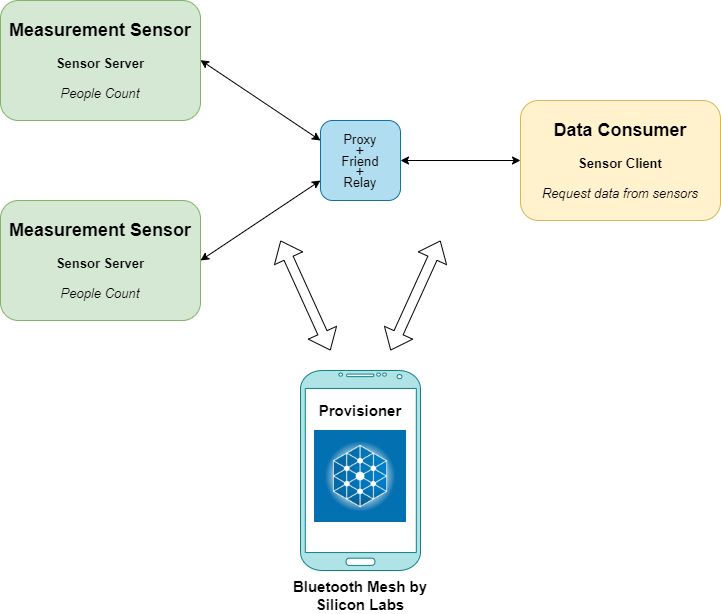 Measurement Sensor
Sensor Server
People Count
Proxy
+
Friend
+
Relay
Data Consumer
Sensor Client
Request data from sensors
Measurement Sensor
Sensor Server
People Count
Provisioner
Bluetooth Mesh by
Silicon Labs